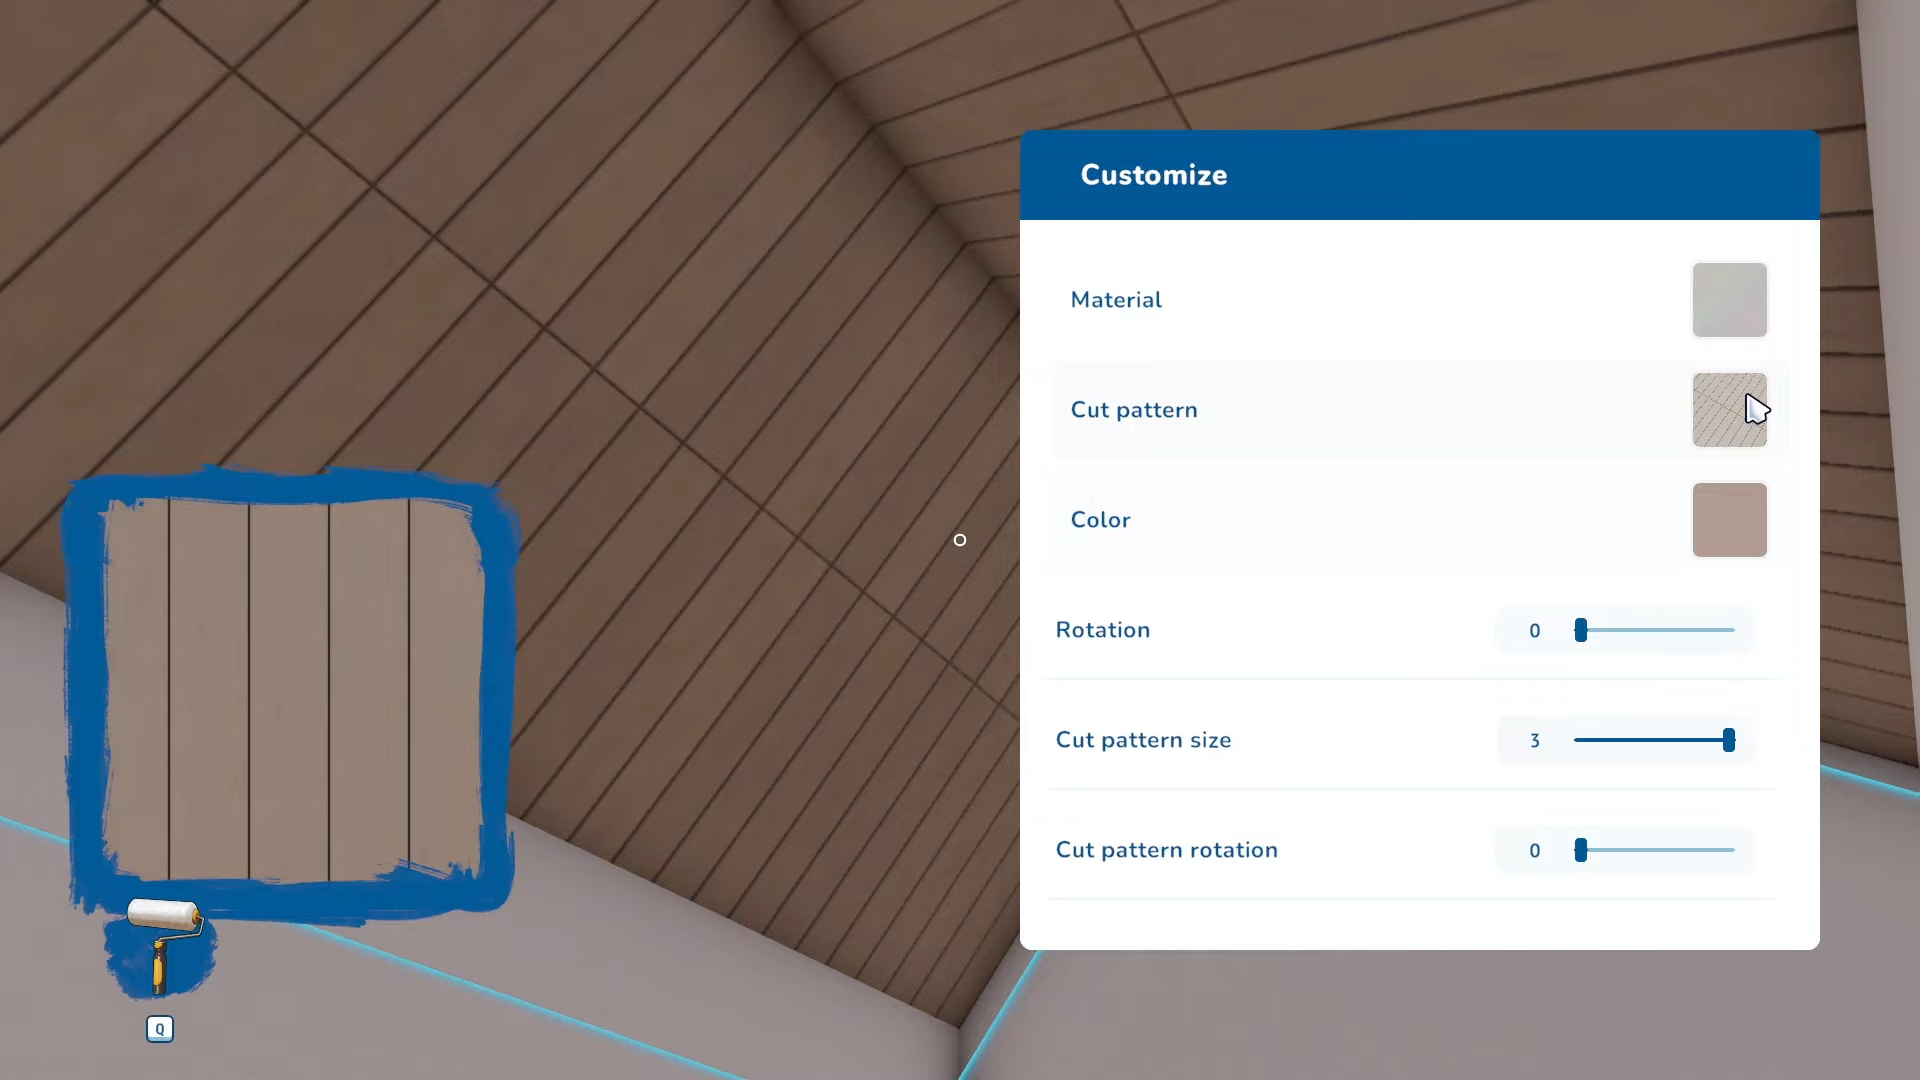 Customize
Material
Cut pattern
Color
Rotation 0
Cut pattern size 3
Cut pattern rotation 0
Q